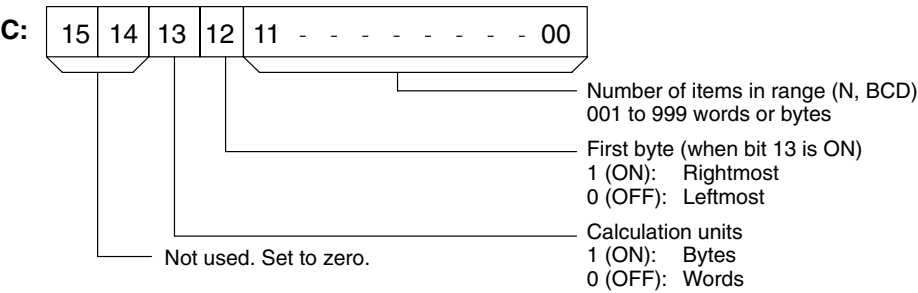 C: 15 14 13 12 11 - - - - - - - - 00
Number of items in range (N, BCD)
001 to 999 words or bytes
First byte (when bit 13 is ON)
1 (ON): Rightmost
0 (OFF): Leftmost
Calculation units
1 (ON): Bytes
0 (OFF): Words
Not used. Set to zero.